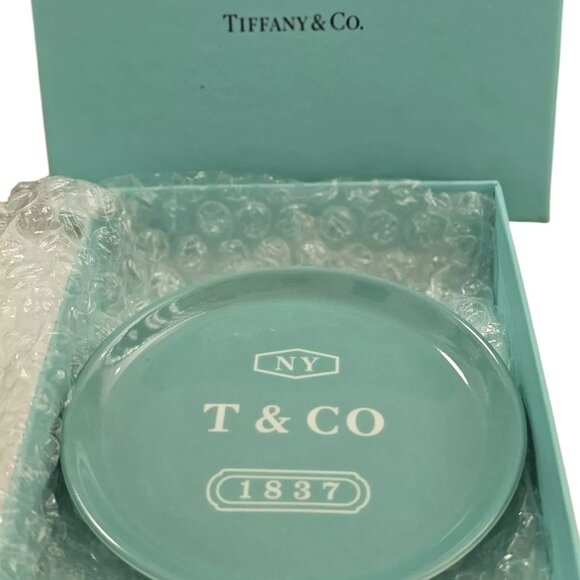 TIFFANY & CO.
NY
T & CO
1837